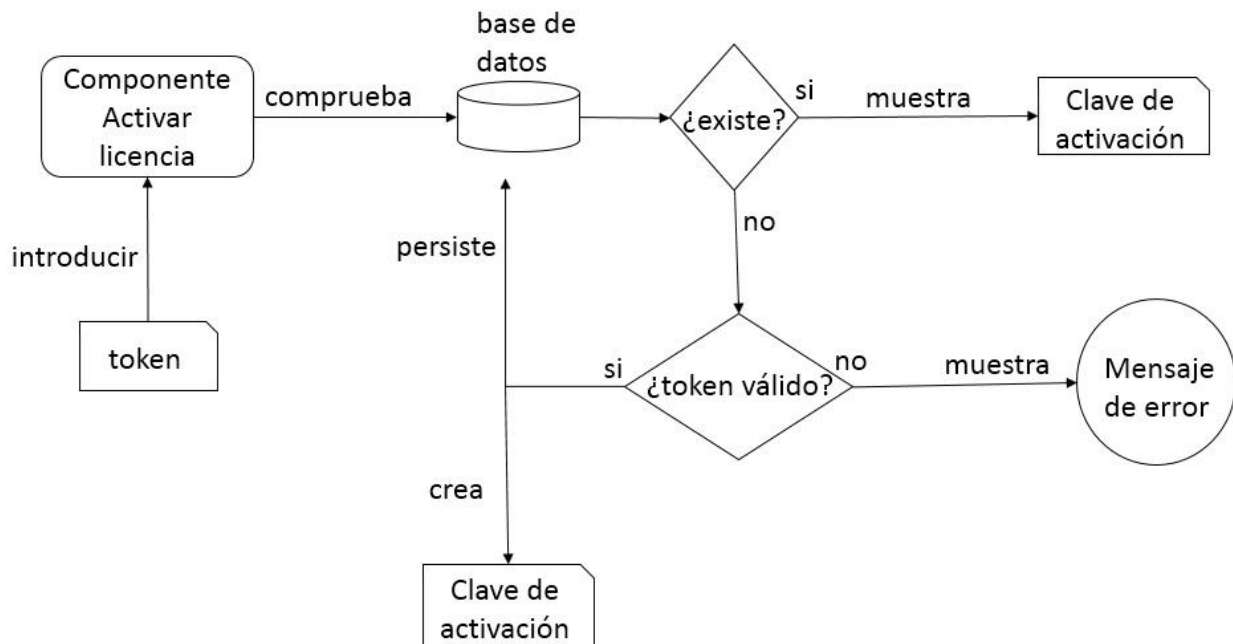 base de
datos
Componente
Activar
licencia
comprueba
¿existe?
si
muestra
Clave de
activación
introducir
persiste
no
token
si
¿token válido?
no
muestra
Mensaje
de error
crea
Clave de
activación